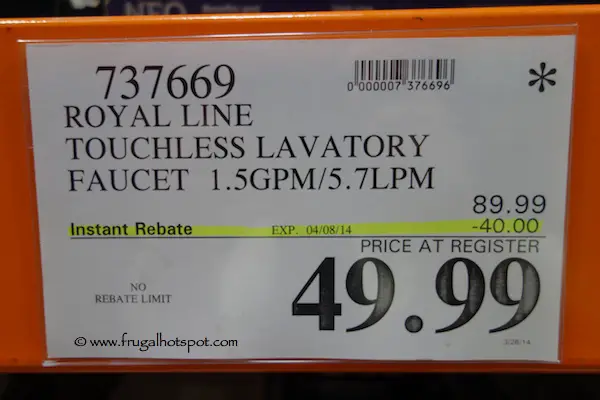 737669
0 000007 376696
*
ROYAL LINE
TOUCHLESS LAVATORY
FAUCET 1.5GPM/5.7LPM
89.99
Instant Rebate EXP. 04/08/14 -40.00
PRICE AT REGISTER
49.99
NO
REBATE LIMIT
© www.frugalhotspot.com